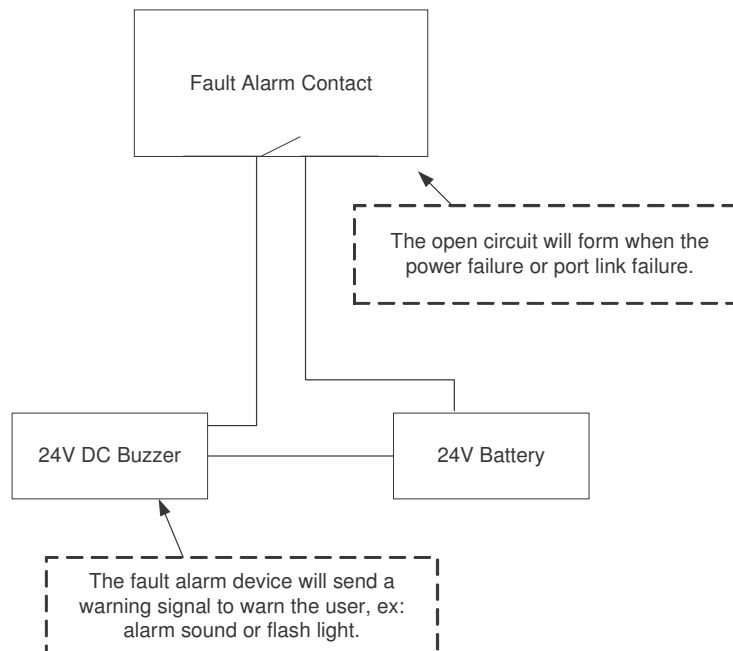 Fault Alarm Contact
The open circuit will form when the
power failure or port link failure.
24V DC Buzzer
24V Battery
The fault alarm device will send a
warning signal to warn the user, ex:
alarm sound or flash light.